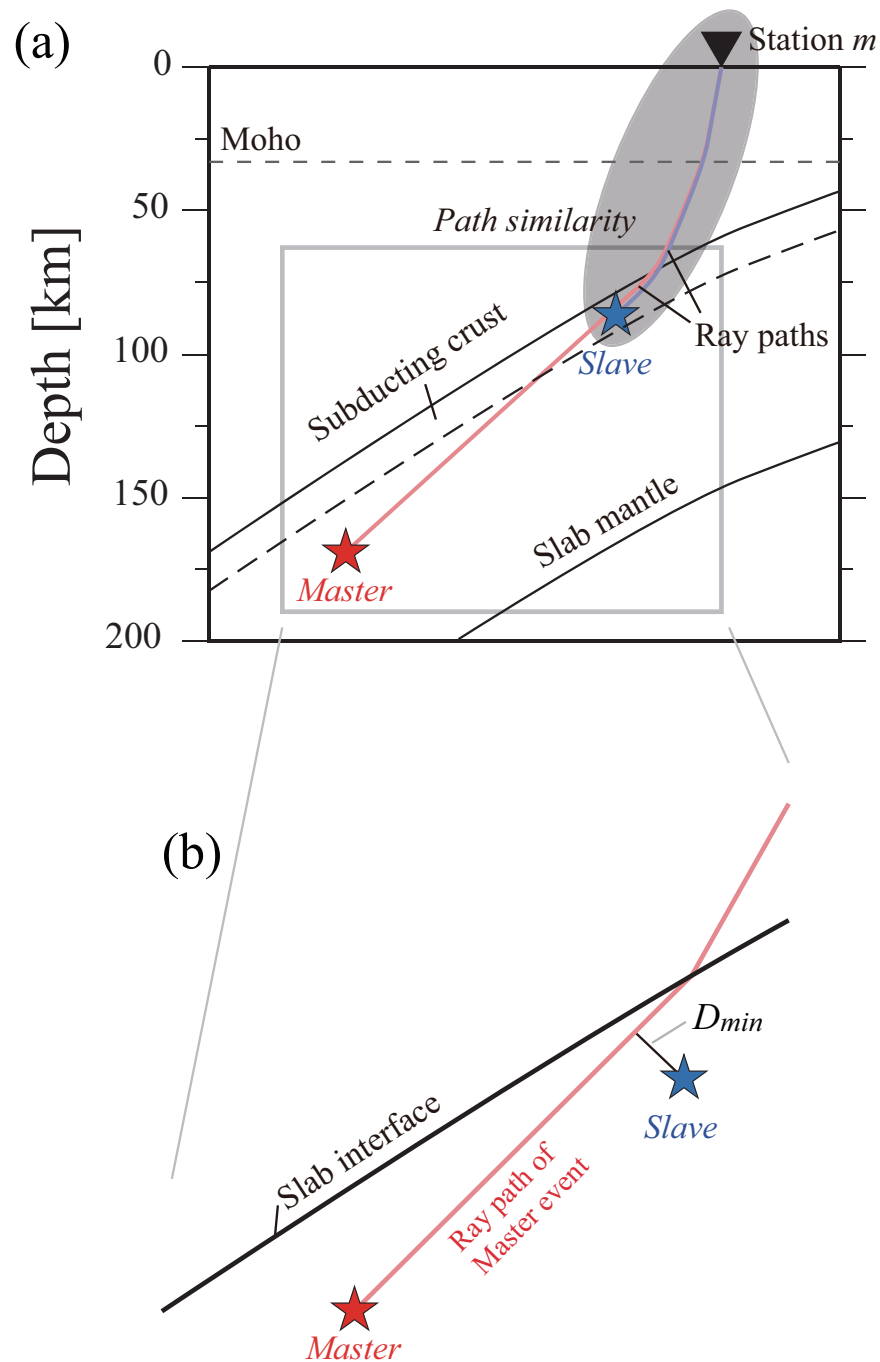 (a)
Station m
0
Moho
50
Path similarity
Depth [km]
Ray paths
100
Slave
Subducting crust
150
Slab mantle
Master
200
(b)
Dmin
Slave
Slab interface
Ray path of
Master event
Master